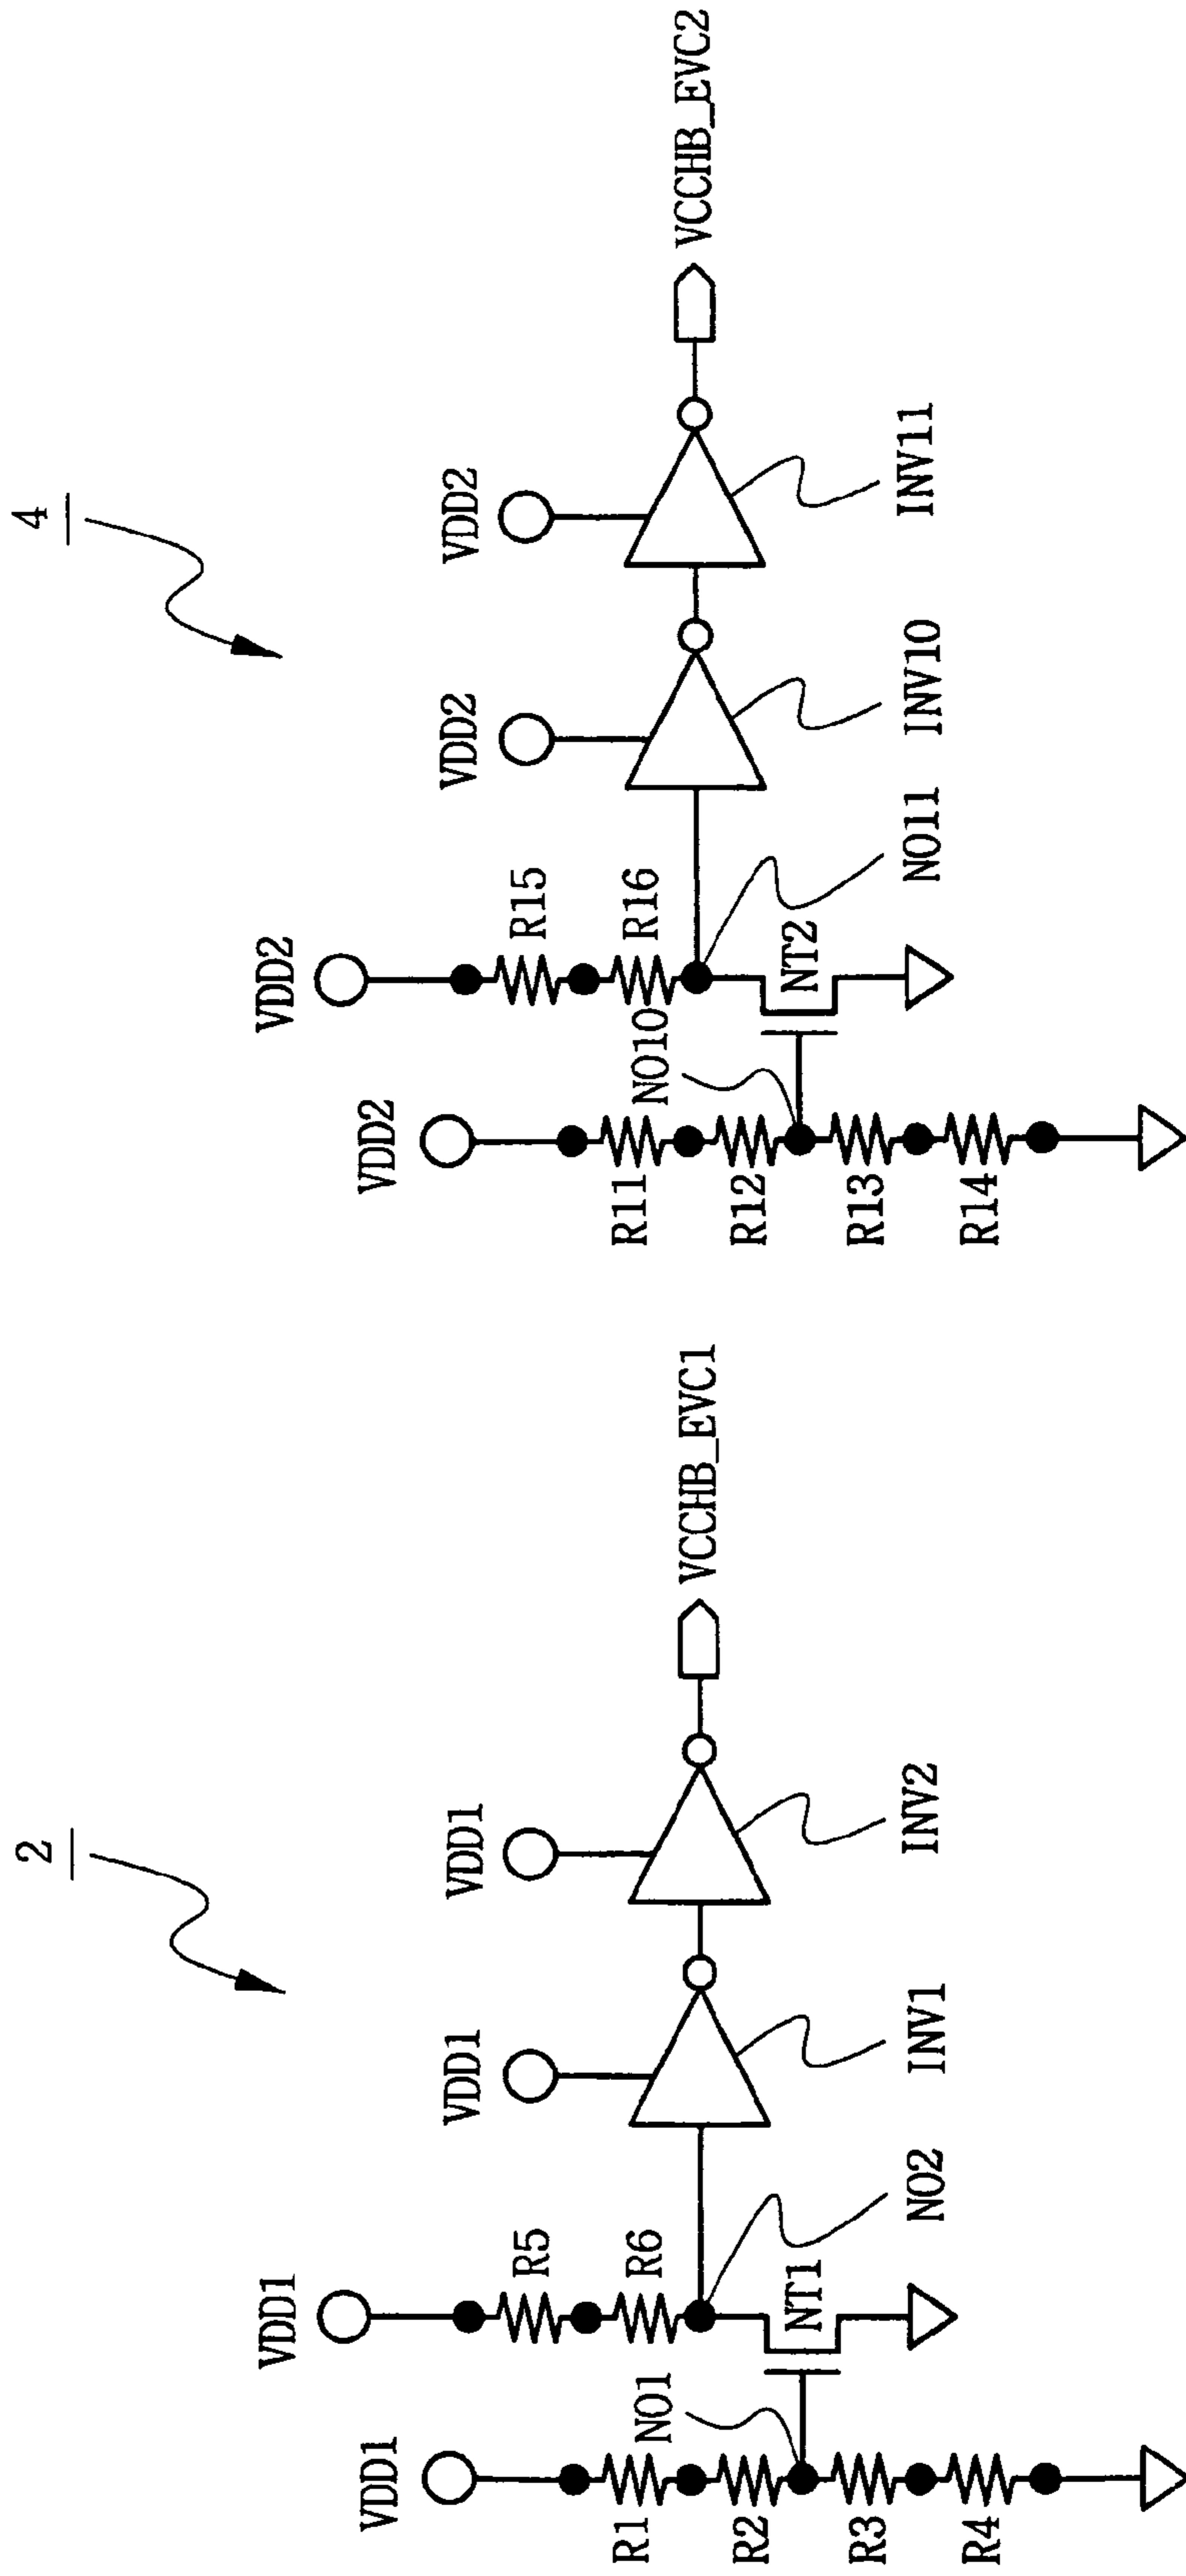 2
VDD1
VDD1
VDD1
VDD1
R1
R2
R3
R4
R5
R6
NO1
NT1
NO2
INV1
INV2
VCCHB_EVC1
4
VDD2
VDD2
VDD2
VDD2
R11
R12
R13
R14
R15
R16
NO10
NT2
NO11
INV10
INV11
VCCHB_EVC2